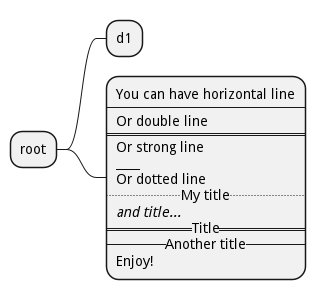 d1
root
You can have horizontal line
Or double line
Or strong line
___
Or dotted line
My title
and title...
Title
Another title
Enjoy!